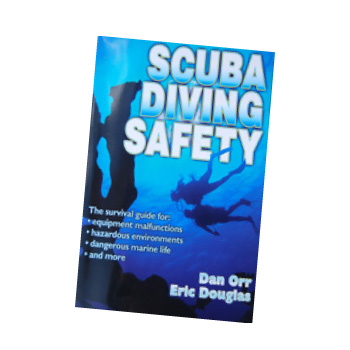 SCUBA
DIVING
SAFETY
The survival guide for:
• equipment malfunctions
• hazardous environments
• dangerous marine life
• and more
Dan Orr
Eric Douglas